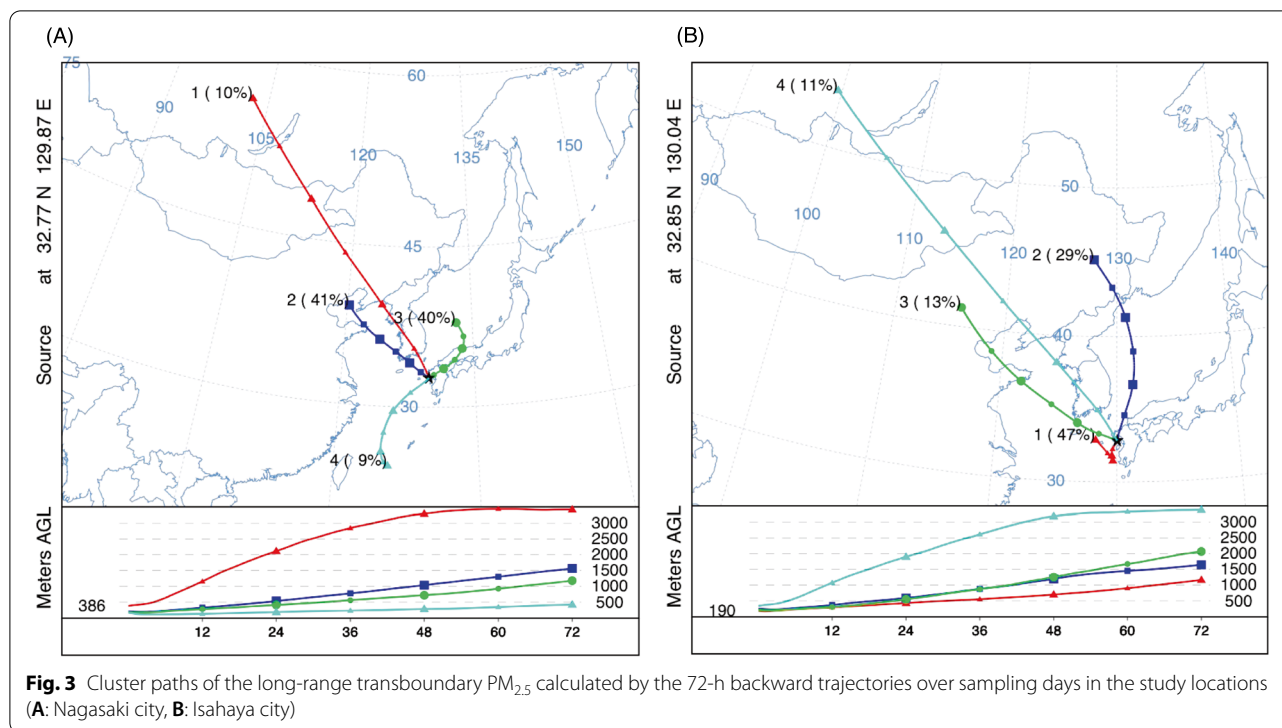 (A)
Source at 32.77 N 129.87 E
75
90
60
1 ( 10%)
105
120
135
150
45
2 ( 41%)
3 ( 40%)
30
4 ( 9%)
Meters AGL
386
3000
2500
2000
1500
1000
500
12 24 36 48 60 72
(B)
Source at 32.85 N 130.04 E
4 (11%)
90
50
100
110
120
130
140
2 ( 29%)
3 ( 13%)
40
1 ( 47%)
30
Meters AGL
190
3000
2500
2000
1500
1000
500
12 24 36 48 60 72
Fig. 3 Cluster paths of the long-range transboundary PM2.5 calculated by the 72-h backward trajectories over sampling days in the study locations
(A: Nagasaki city, B: Isahaya city)